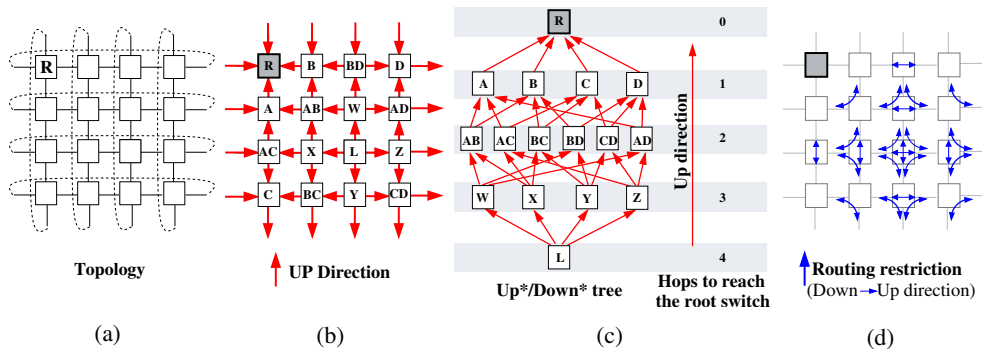 R
Topology
(a)
R B BD D
A AB W AD
AC X L Z
C BC Y CD
UP Direction
(b)
R 0
A B C D 1
AB AC BC BD CD AD 2
W X Y Z 3
L 4
Up direction
Up*/Down* tree
Hops to reach
the root switch
(c)
Routing restriction
(Down → Up direction)
(d)